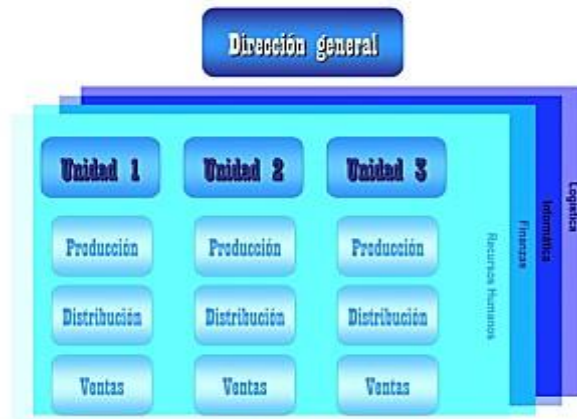 Dirección general
Unidad 1 Unidad 2 Unidad 3
Producción Producción Producción
Distribución Distribución Distribución
Ventas Ventas Ventas
Recursos Humanos
Finanzas
Informática
Logística